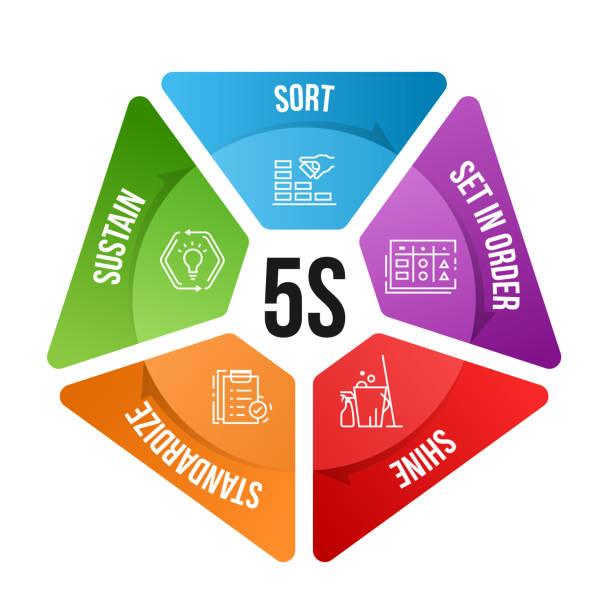 SORT
SET IN ORDER
SHINE
STANDARDIZE
SUSTAIN
5S